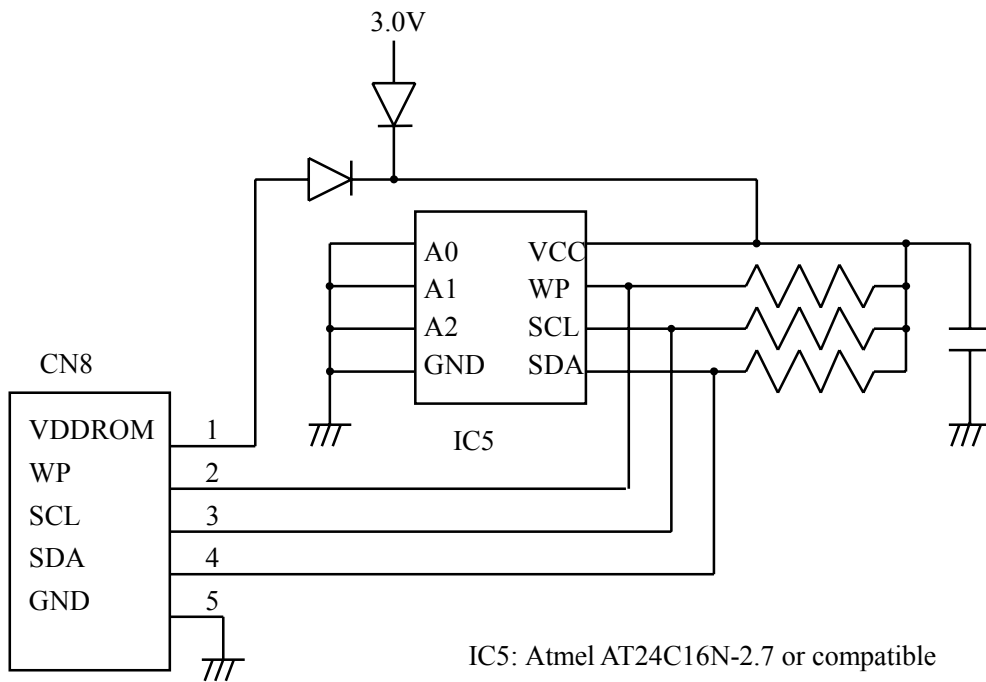 3.0V
A0 VCC
A1 WP
A2 SCL
GND SDA
IC5
CN8
VDDROM 1
WP 2
SCL 3
SDA 4
GND 5
IC5: Atmel AT24C16N-2.7 or compatible